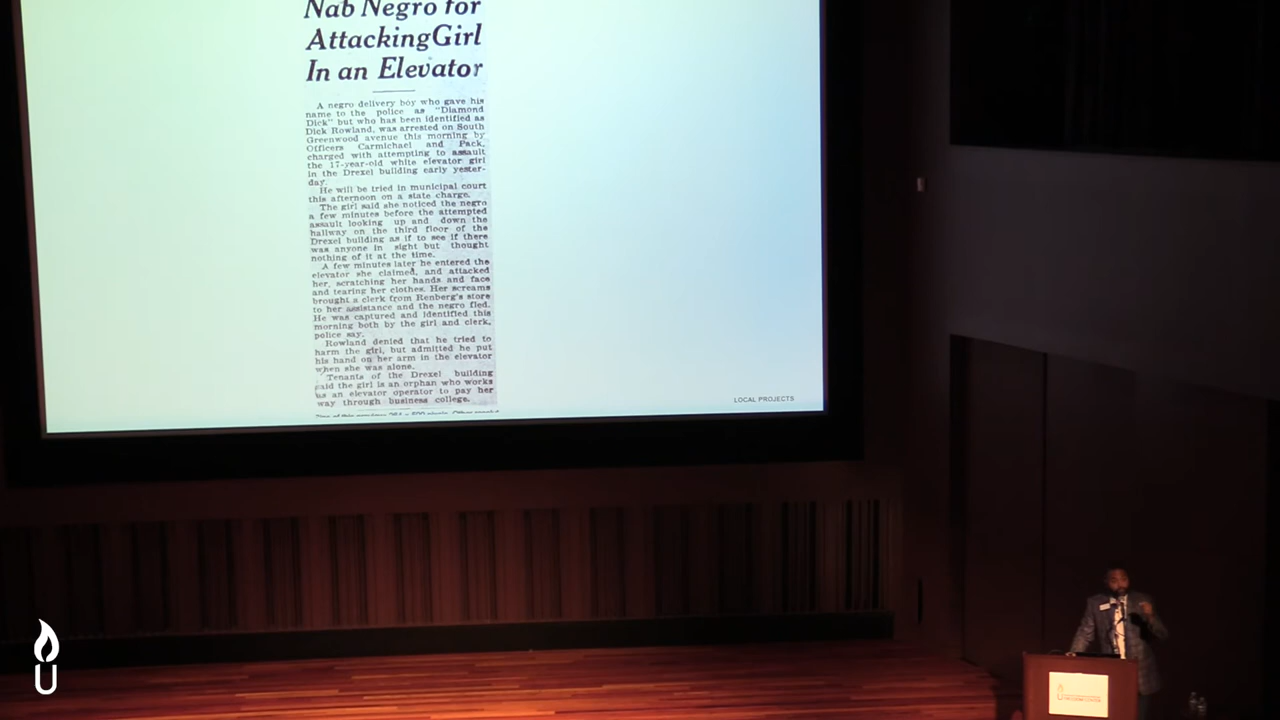 Nab Negro for
Attacking Girl
In an Elevator
A negro delivery boy who gave his
name to the police as "Diamond
Dick" but who has been identified as
Dick Rowland, was arrested on South
Greenwood avenue this morning by
Officers Carmichael and Pack,
charged with attempting to assault
the 17-year-old white elevator girl
in the Drexel building early yester-
day.
He will be tried in municipal court
this afternoon on a state charge.
The girl said she noticed the negro
a few minutes before the attempted
assault looking up and down the
hallway on the third floor of the
Drexel building as if to see if there
was anyone in sight but thought
nothing of it at the time.
A few minutes later he entered the
elevator she claimed, and attacked
her, scratching her hands and face
and tearing her clothes. Her screams
brought a clerk from Renberg's store
to her assistance and the negro fled.
He was captured and identified this
morning both by the girl and clerk,
police say.
Rowland denied that he tried to
harm the girl, but admitted he put
his hand on her arm in the elevator
when she was alone.
Tenants of the Drexel building
said the girl is an orphan who works
as an elevator operator to pay her
way through business college.
LOCAL PROJECTS
U